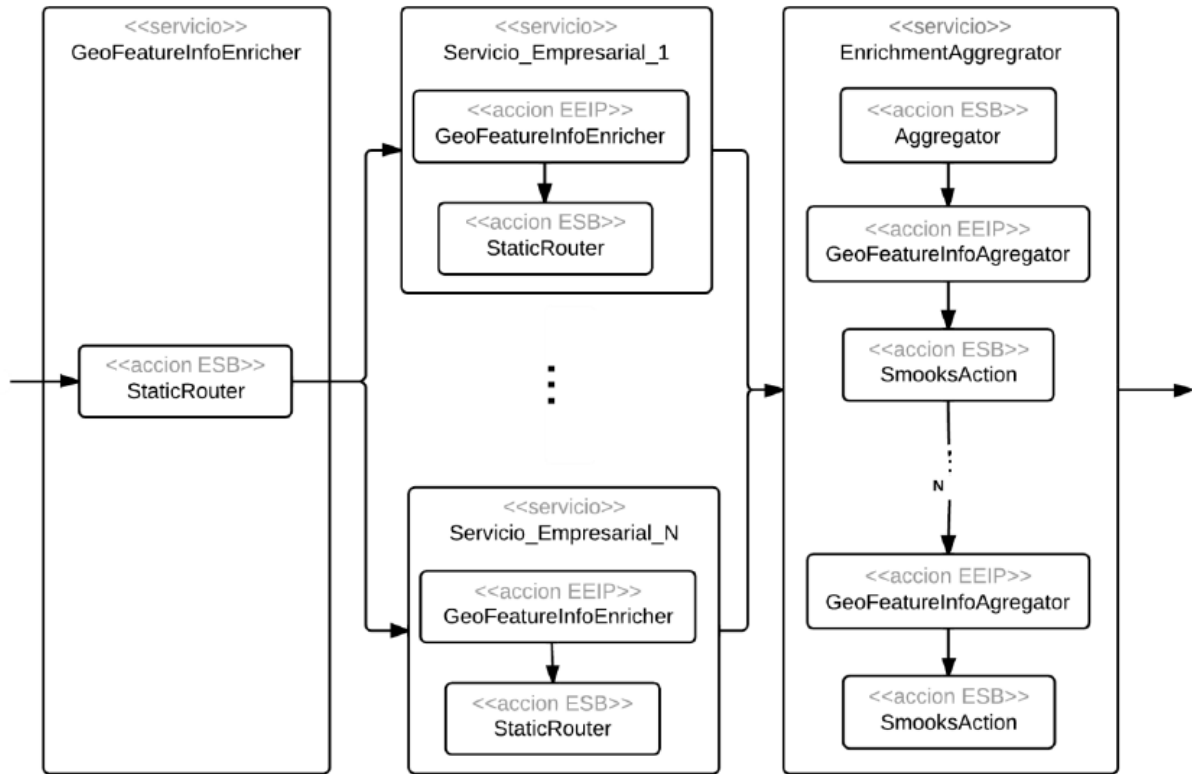 <<servicio>>
GeoFeatureInfoEnricher
<<accion ESB>>
StaticRouter
<<servicio>>
Servicio_Empresarial_1
<<accion EEIP>>
GeoFeatureInfoEnricher
<<accion ESB>>
StaticRouter
<<servicio>>
Servicio_Empresarial_N
<<accion EEIP>>
GeoFeatureInfoEnricher
<<accion ESB>>
StaticRouter
<<servicio>>
EnrichmentAggregrator
<<accion ESB>>
Aggregator
<<accion EEIP>>
GeoFeatureInfoAgregator
<<accion ESB>>
SmooksAction
N
<<accion EEIP>>
GeoFeatureInfoAgregator
<<accion ESB>>
SmooksAction